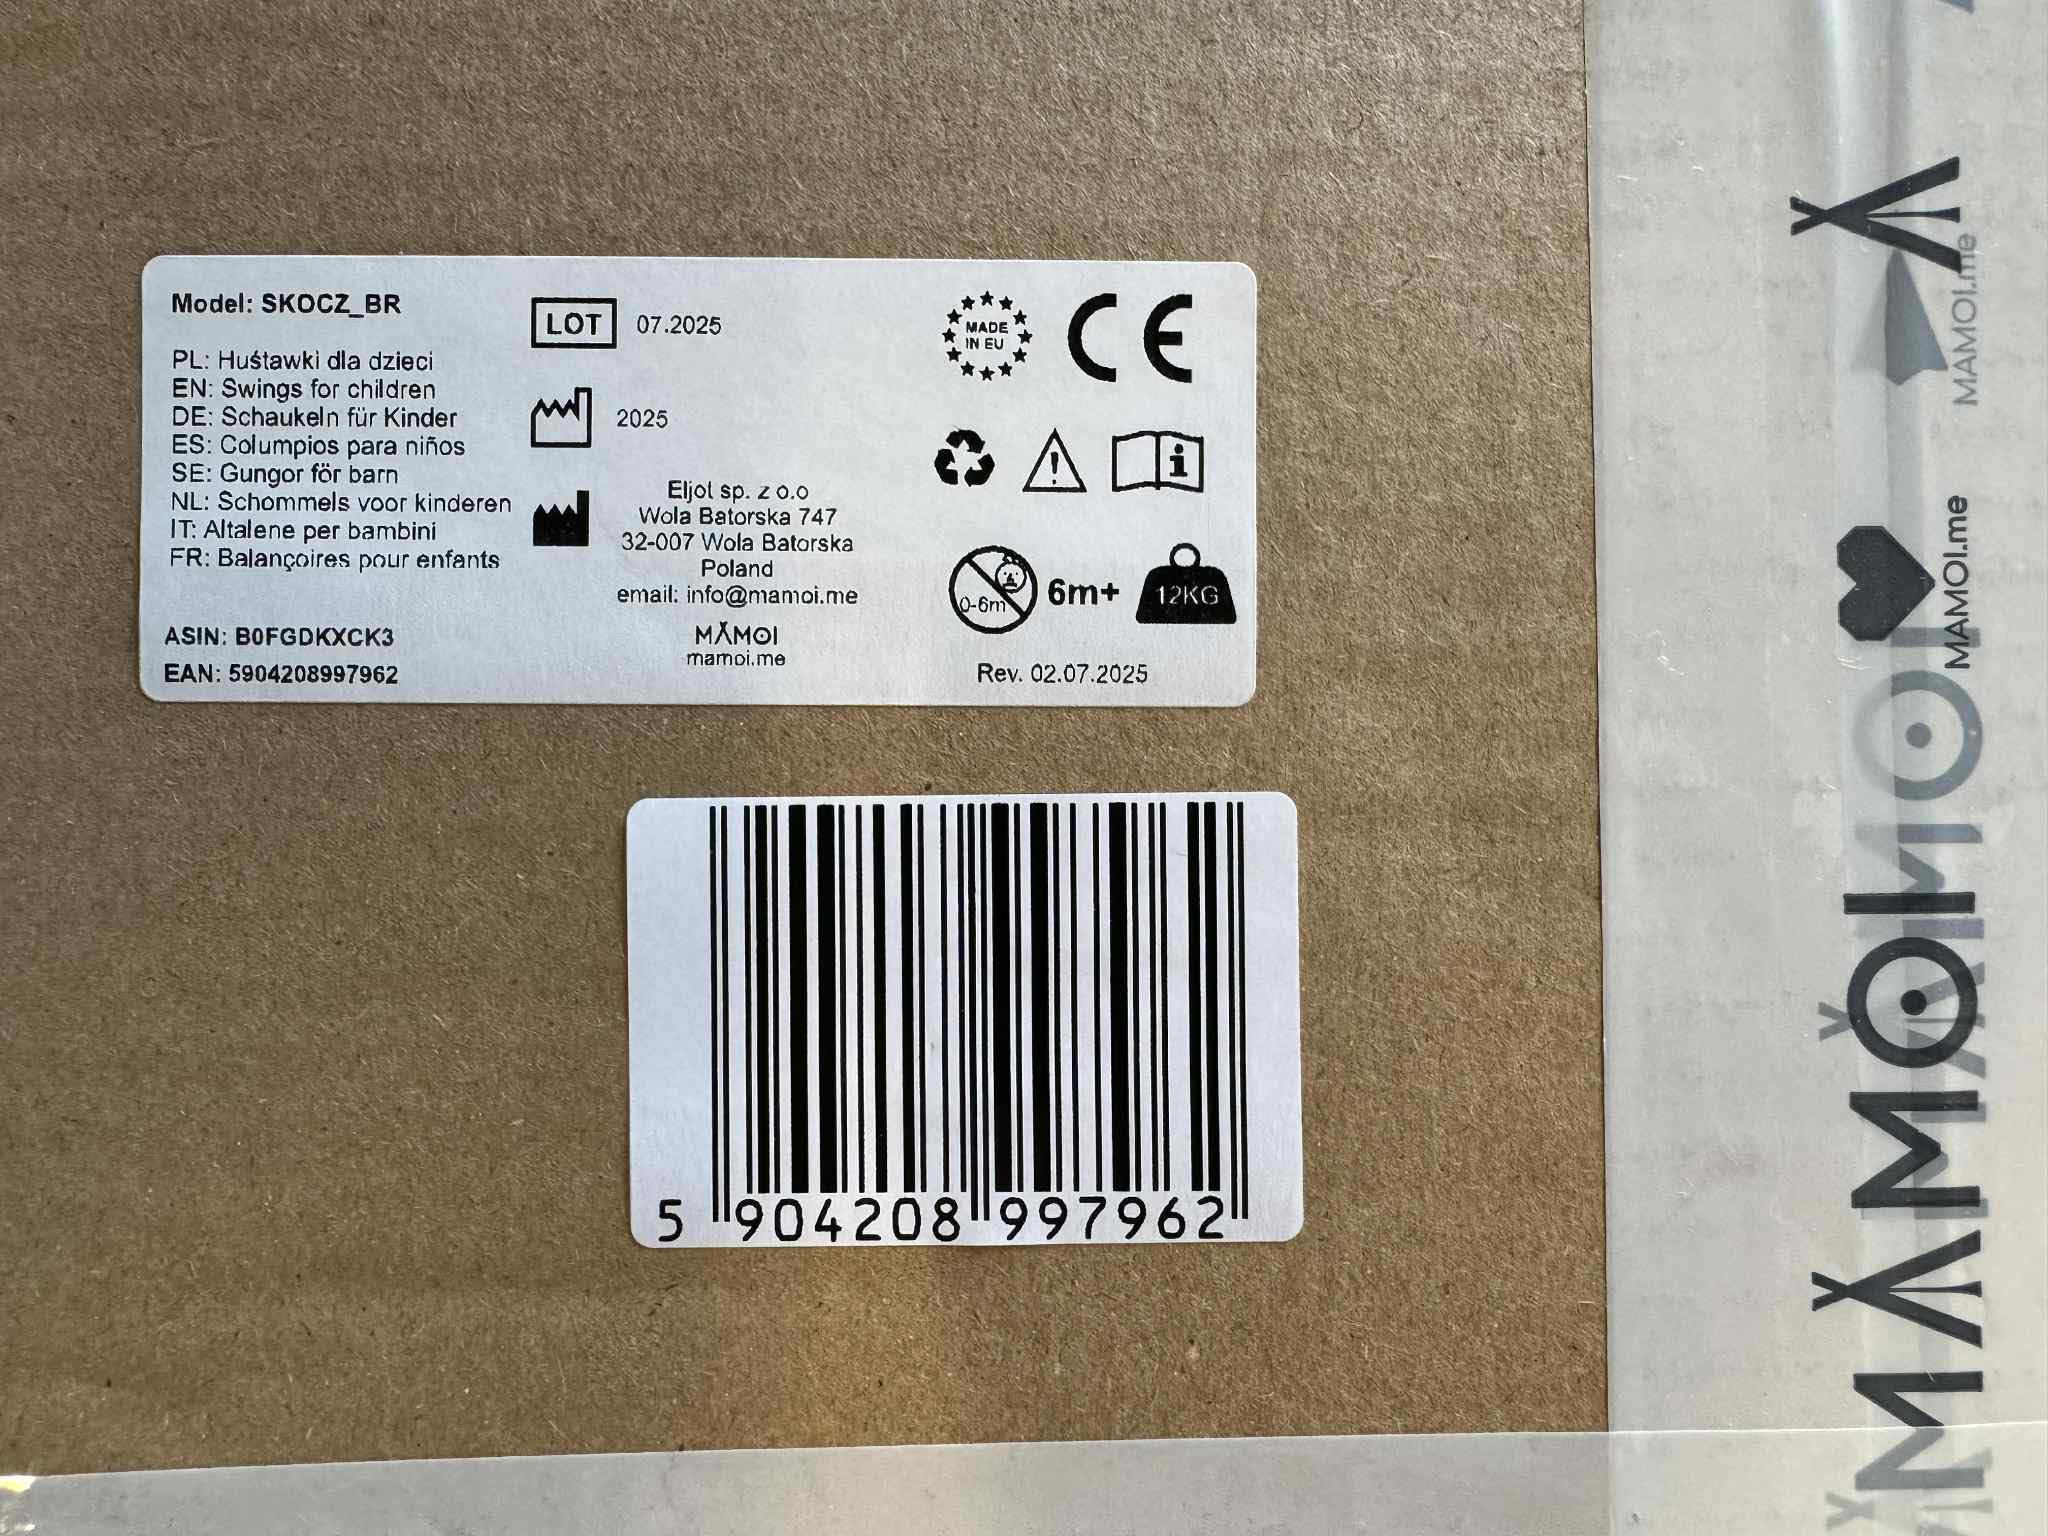 Model: SKOCZ_BR
PL: Huśtawki dla dzieci
EN: Swings for children
DE: Schaukeln für Kinder
ES: Columpios para niños
SE: Gungor för barn
NL: Schommels voor kinderen
IT: Altalene per bambini
FR: Balançoires pour enfants
ASIN: B0FGDKXCK3
EAN: 5904208997962
LOT 07.2025
2025
Eljot sp. z o.o
Wola Batorska 747
32-007 Wola Batorska
Poland
email: info@mamoi.me
MAMOI
mamoi.me
MADE
IN EU
CE
0-6m 6m+ 12KG
Rev. 02.07.2025
5 904208 997962
MAMOI.me
MAMOI.me
MAMOI
MAMOI